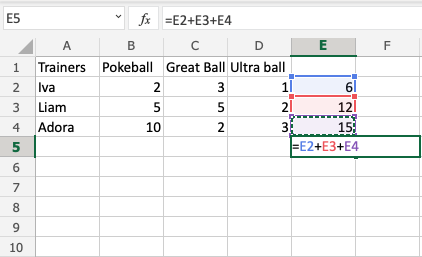 E5 fx =E2+E3+E4
A B C D E F
1 Trainers Pokeball Great Ball Ultra ball
2 Iva 2 3 1 6
3 Liam 5 5 2 12
4 Adora 10 2 3 15
5 =E2+E3+E4
6
7
8
9
10